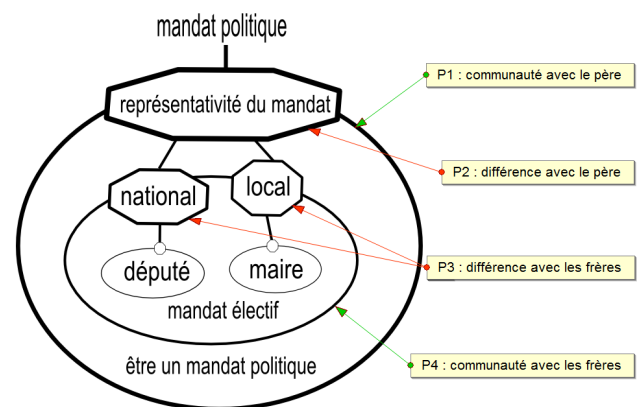 mandat politique
représentativité du mandat
national
local
député
maire
mandat électif
être un mandat politique
P1 : communauté avec le père
P2 : différence avec le père
P3 : différence avec les frères
P4 : communauté avec les frères